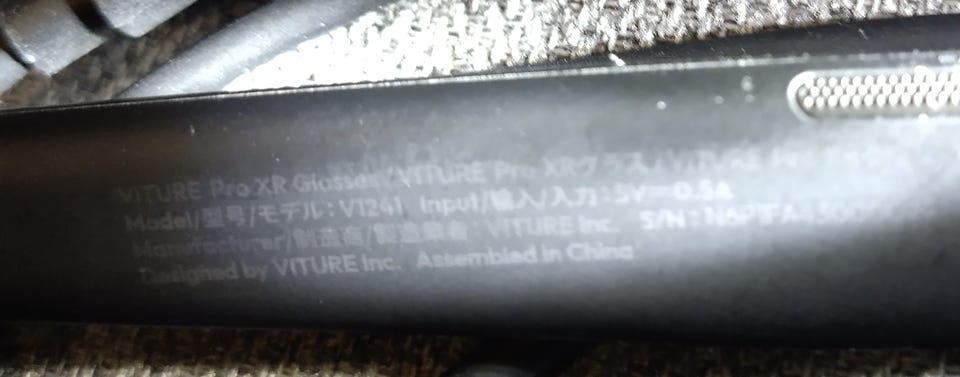 VITURE Pro XR Glasses/VITURE Pro XRグラス/VITURE
Model/型号/モデル：V1241 Input/输入/入力：5V⎓0.5A S/N：
Manufacturer/制造商/製造業者 VITURE Inc.
Designed by VITURE Inc. Assembled in China